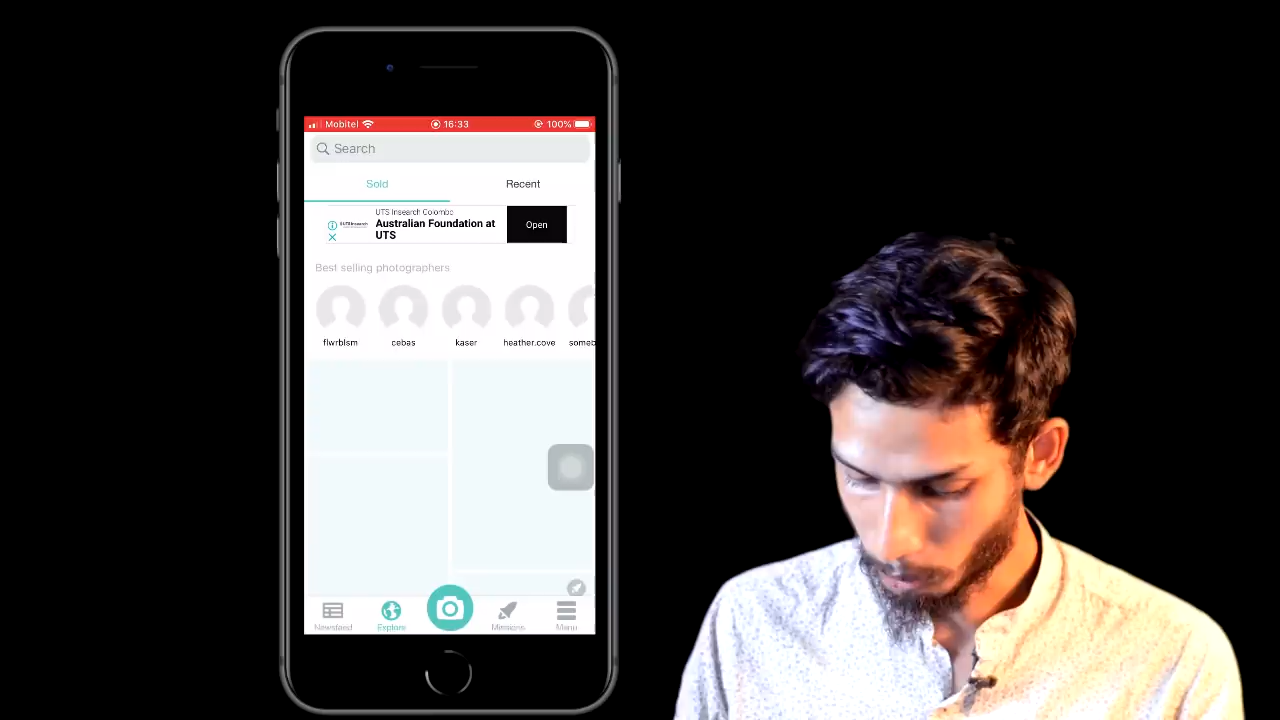 Mobitel 16:33 100%
Search
Sold Recent
UTS Insearch Colombo
Australian Foundation at
UTS
Open
Best selling photographers
flwrblsm cebas kaser heather.cove someb
Newsfeed Explore Missions Menu